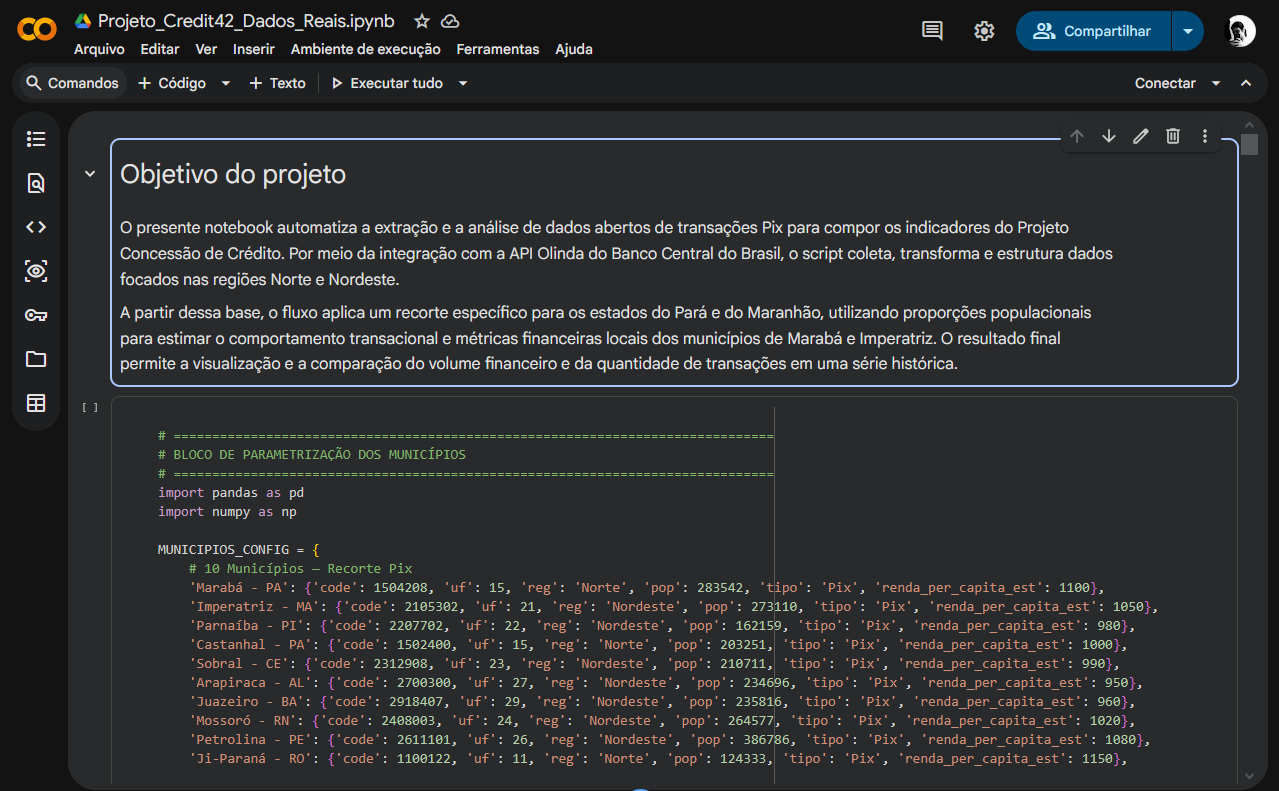 Projeto_Credit42_Dados_Reais.ipynb
Arquivo Editar Ver Inserir Ambiente de execução Ferramentas Ajuda
Compartilhar
Comandos + Código + Texto Executar tudo
Conectar
Objetivo do projeto
O presente notebook automatiza a extração e a análise de dados abertos de transações Pix para compor os indicadores do Projeto
Concessão de Crédito. Por meio da integração com a API Olinda do Banco Central do Brasil, o script coleta, transforma e estrutura dados
focados nas regiões Norte e Nordeste.
A partir dessa base, o fluxo aplica um recorte específico para os estados do Pará e do Maranhão, utilizando proporções populacionais
para estimar o comportamento transacional e métricas financeiras locais dos municípios de Marabá e Imperatriz. O resultado final
permite a visualização e a comparação do volume financeiro e da quantidade de transações em uma série histórica.
[ ]
# ==============================================================================
# BLOCO DE PARAMETRIZAÇÃO DOS MUNICÍPIOS
# ==============================================================================
import pandas as pd
import numpy as np
MUNICIPIOS_CONFIG = {
# 10 Municípios — Recorte Pix
'Marabá - PA': {'code': 1504208, 'uf': 15, 'reg': 'Norte', 'pop': 283542, 'tipo': 'Pix', 'renda_per_capita_est': 1100},
'Imperatriz - MA': {'code': 2105302, 'uf': 21, 'reg': 'Nordeste', 'pop': 273110, 'tipo': 'Pix', 'renda_per_capita_est': 1050},
'Parnaíba - PI': {'code': 2207702, 'uf': 22, 'reg': 'Nordeste', 'pop': 162159, 'tipo': 'Pix', 'renda_per_capita_est': 980},
'Castanhal - PA': {'code': 1502400, 'uf': 15, 'reg': 'Norte', 'pop': 203251, 'tipo': 'Pix', 'renda_per_capita_est': 1000},
'Sobral - CE': {'code': 2312908, 'uf': 23, 'reg': 'Nordeste', 'pop': 210711, 'tipo': 'Pix', 'renda_per_capita_est': 990},
'Arapiraca - AL': {'code': 2700300, 'uf': 27, 'reg': 'Nordeste', 'pop': 234696, 'tipo': 'Pix', 'renda_per_capita_est': 950},
'Juazeiro - BA': {'code': 2918407, 'uf': 29, 'reg': 'Nordeste', 'pop': 235816, 'tipo': 'Pix', 'renda_per_capita_est': 960},
'Mossoró - RN': {'code': 2408003, 'uf': 24, 'reg': 'Nordeste', 'pop': 264577, 'tipo': 'Pix', 'renda_per_capita_est': 1020},
'Petrolina - PE': {'code': 2611101, 'uf': 26, 'reg': 'Nordeste', 'pop': 386786, 'tipo': 'Pix', 'renda_per_capita_est': 1080},
'Ji-Paraná - RO': {'code': 1100122, 'uf': 11, 'reg': 'Norte', 'pop': 124333, 'tipo': 'Pix', 'renda_per_capita_est': 1150},